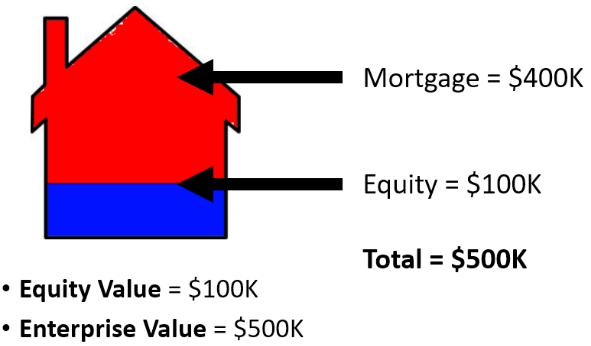 Mortgage = $400K
Equity = $100K
Total = $500K
• Equity Value = $100K
• Enterprise Value = $500K